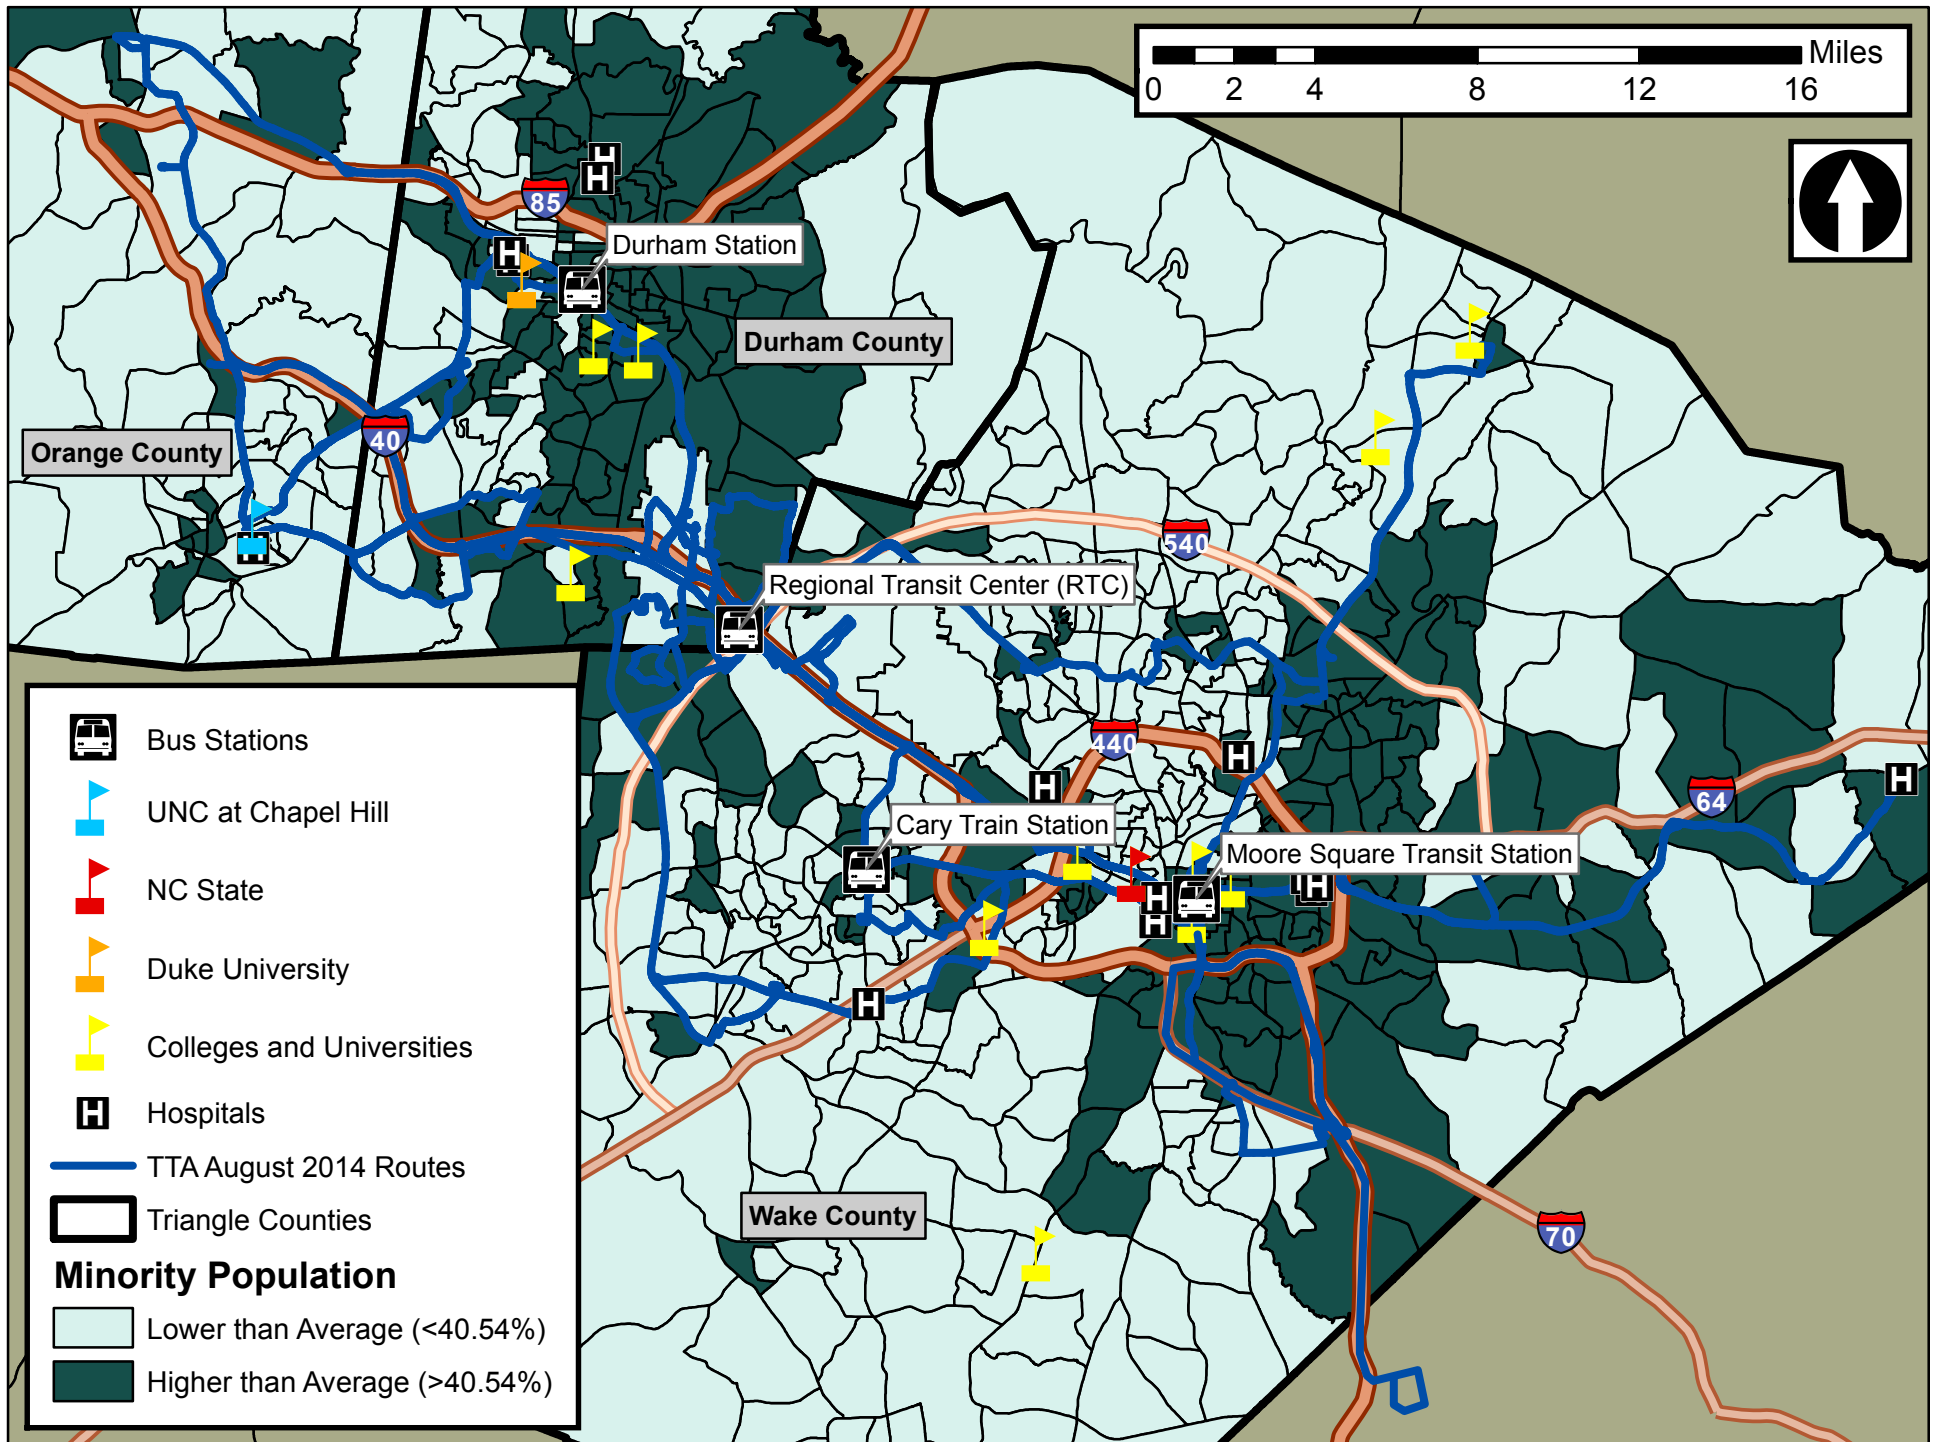 Miles
0 2 4 8 12 16
85
Durham Station
Durham County
40
Orange County
540
Regional Transit Center (RTC)
440
64
Cary Train Station
Moore Square Transit Station
Wake County
70
H
H
H
H
H
H
H
H
H
H
H
Bus Stations
UNC at Chapel Hill
NC State
Duke University
Colleges and Universities
H Hospitals
TTA August 2014 Routes
Triangle Counties
Minority Population
Lower than Average (<40.54%)
Higher than Average (>40.54%)